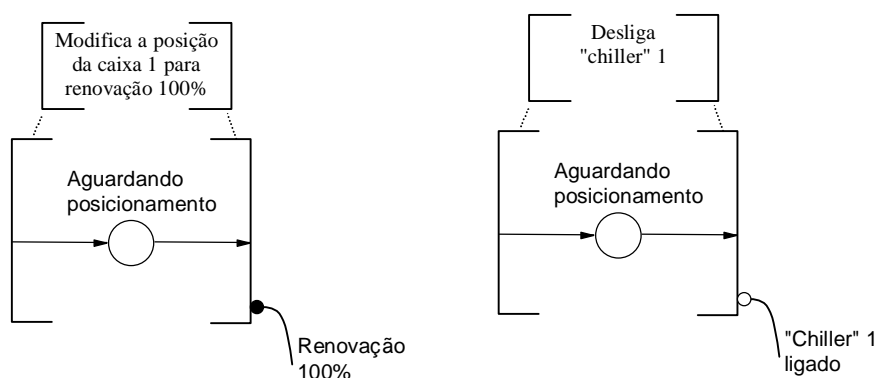 Modifica a posição
da caixa 1 para
renovação 100%
Aguardando
posicionamento
Renovação
100%
Desliga
"chiller" 1
Aguardando
posicionamento
"Chiller" 1
ligado